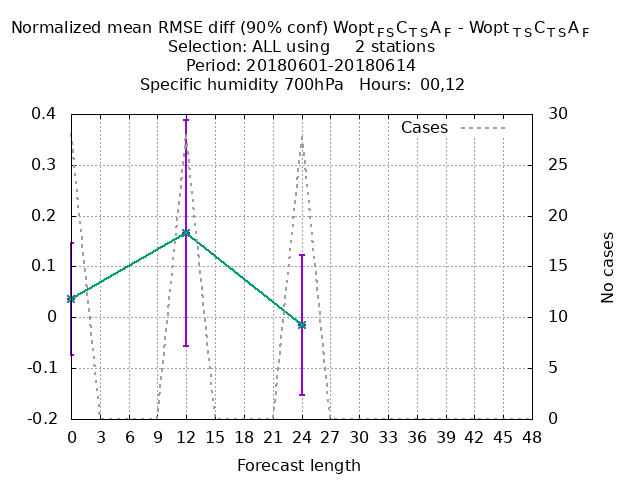 Normalized mean RMSE diff (90% conf) Wopt_FS C_TS A_F - Wopt_TS C_TS A_F
Selection: ALL using     2 stations
Period: 20180601-20180614
Specific humidity 700hPa   Hours: 00,12
Cases
0.4
0.3
0.2
0.1
0
-0.1
-0.2
30
25
20
15
10
5
0
No cases
0 3 6 9 12 15 18 21 24 27 30 33 36 39 42 45 48
Forecast length